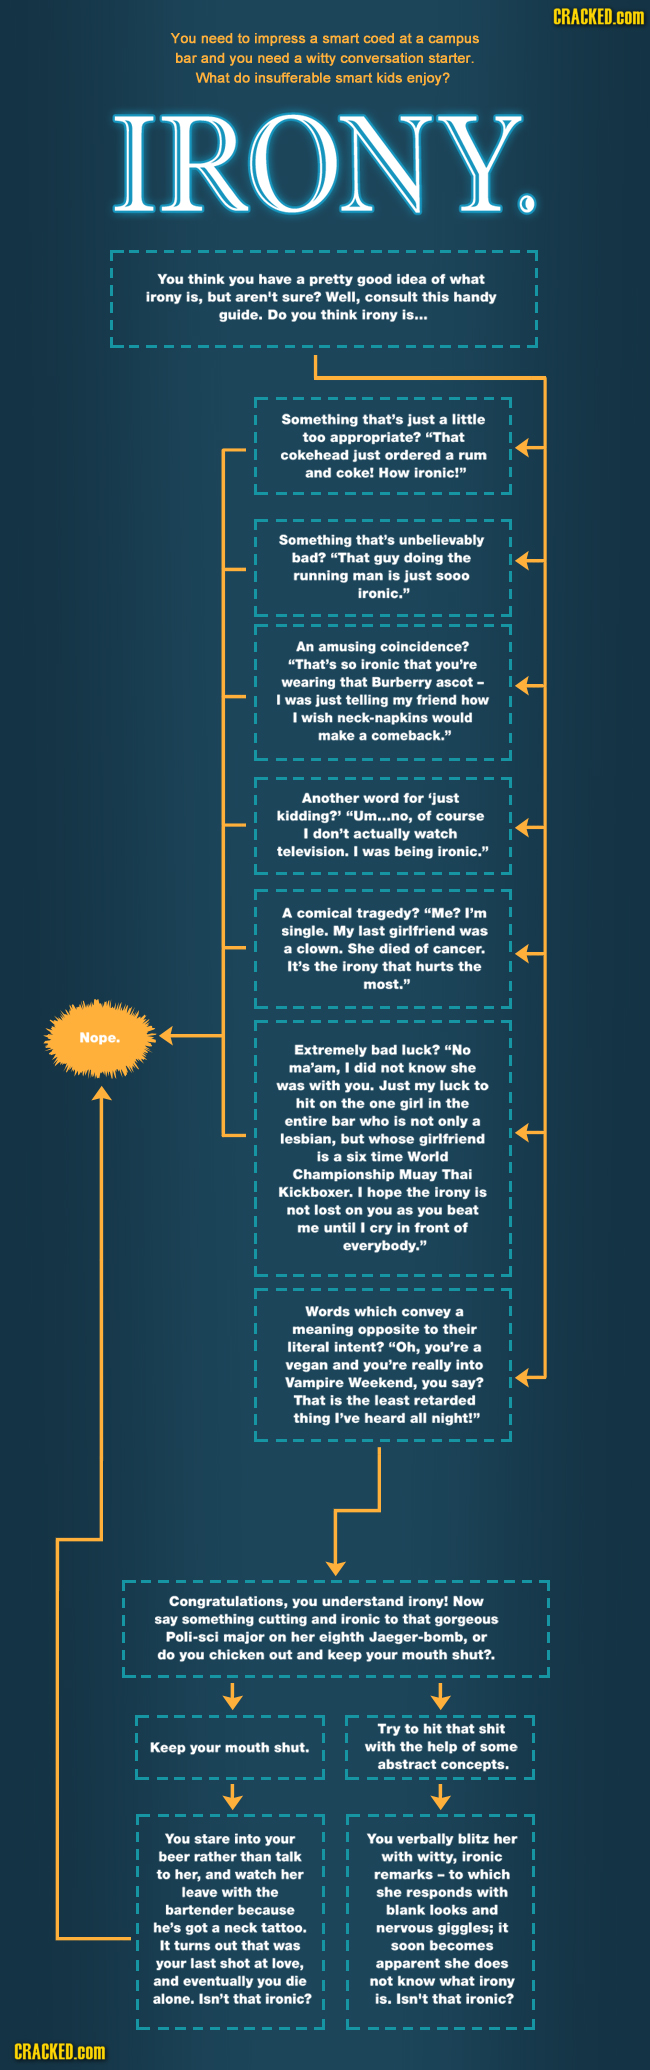 CRACKED.COM
You need to impress a smart coed at a campus
bar and you need a witty conversation starter.
What do insufferable smart kids enjoy?
IRONY.
You think you have a pretty good idea of what
irony is, but aren't sure? Well, consult this handy
guide. Do you think irony is...
Something that's just a little
too appropriate? “That
cokehead just ordered a rum
and coke! How ironic!”
Something that's unbelievably
bad? “That guy doing the
running man is just sooo
ironic.”
An amusing coincidence?
“That's so ironic that you're
wearing that Burberry ascot –
I was just telling my friend how
I wish neck-napkins would
make a comeback.”
Another word for ‘just
kidding?’ “Um...no, of course
I don't actually watch
television. I was being ironic.”
A comical tragedy? “Me? I'm
single. My last girlfriend was
a clown. She died of cancer.
It's the irony that hurts the
most.”
Nope.
Extremely bad luck? “No
ma'am, I did not know she
was with you. Just my luck to
hit on the one girl in the
entire bar who is not only a
lesbian, but whose girlfriend
is a six time World
Championship Muay Thai
Kickboxer. I hope the irony is
not lost on you as you beat
me until I cry in front of
everybody.”
Words which convey a
meaning opposite to their
literal intent? “Oh, you're a
vegan and you're really into
Vampire Weekend, you say?
That is the least retarded
thing I've heard all night!”
Congratulations, you understand irony! Now
say something cutting and ironic to that gorgeous
Poli-sci major on her eighth Jaeger-bomb, or
do you chicken out and keep your mouth shut?.
Keep your mouth shut.
Try to hit that shit
with the help of some
abstract concepts.
You stare into your
beer rather than talk
to her, and watch her
leave with the
bartender because
he's got a neck tattoo.
It turns out that was
your last shot at love,
and eventually you die
alone. Isn't that ironic?
You verbally blitz her
with witty, ironic
remarks – to which
she responds with
blank looks and
nervous giggles; it
soon becomes
apparent she does
not know what irony
is. Isn't that ironic?
CRACKED.COM